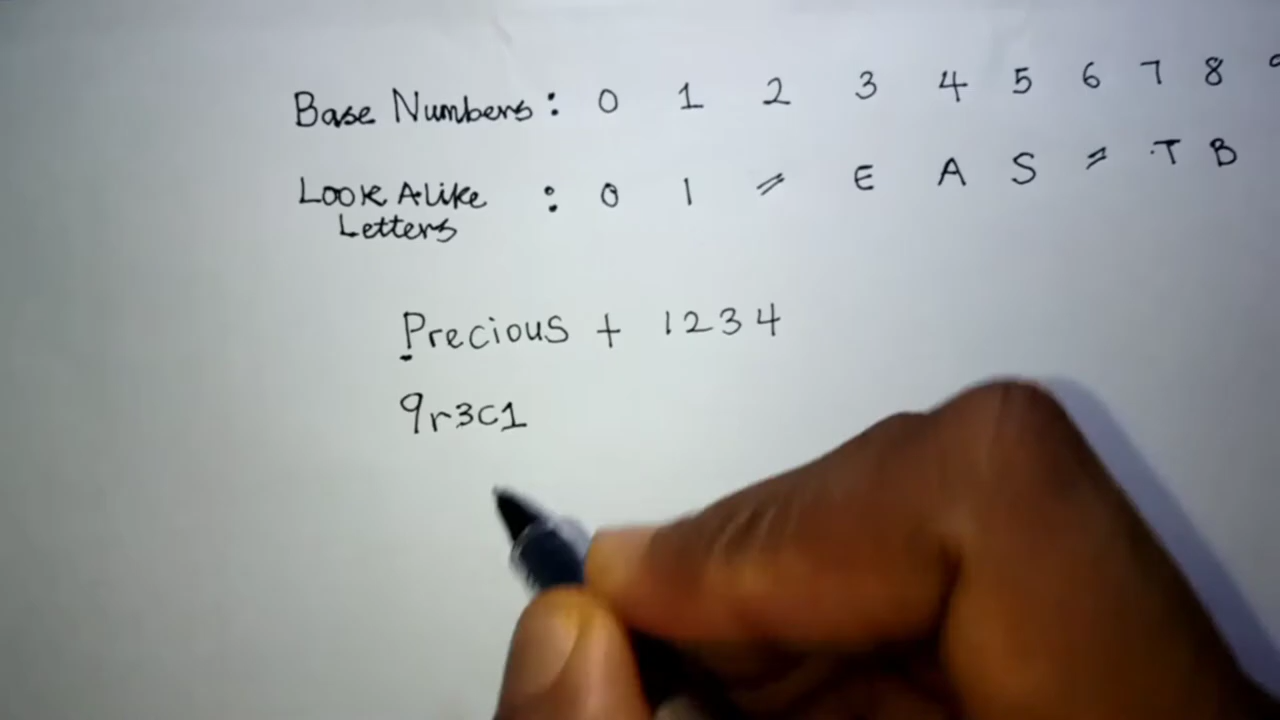 Base Numbers : 0 1 2 3 4 5 6 7 8
Look Alike : 0 1 = E A S = T B
Letters
Precious + 1234
9r3c1